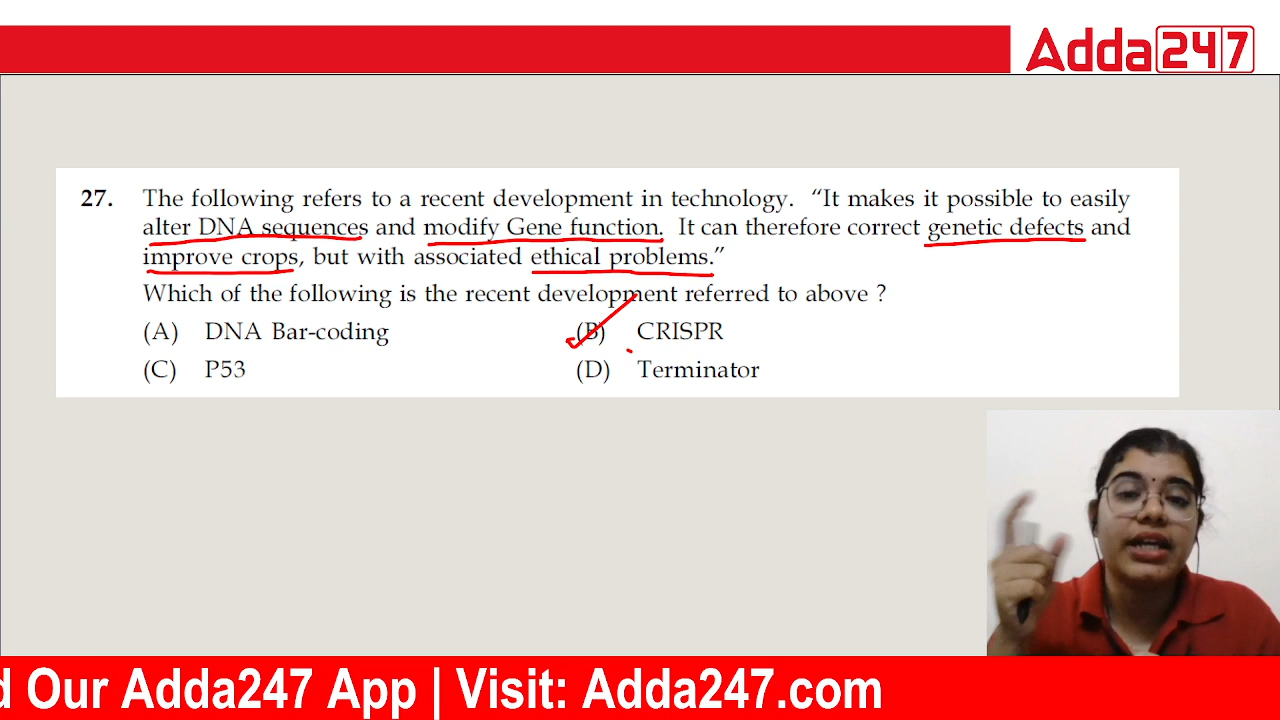 Adda247
27. The following refers to a recent development in technology. “It makes it possible to easily
alter DNA sequences and modify Gene function. It can therefore correct genetic defects and
improve crops, but with associated ethical problems.”
Which of the following is the recent development referred to above ?
(A) DNA Bar-coding (B) CRISPR
(C) P53 (D) Terminator
d Our Adda247 App | Visit: Adda247.com